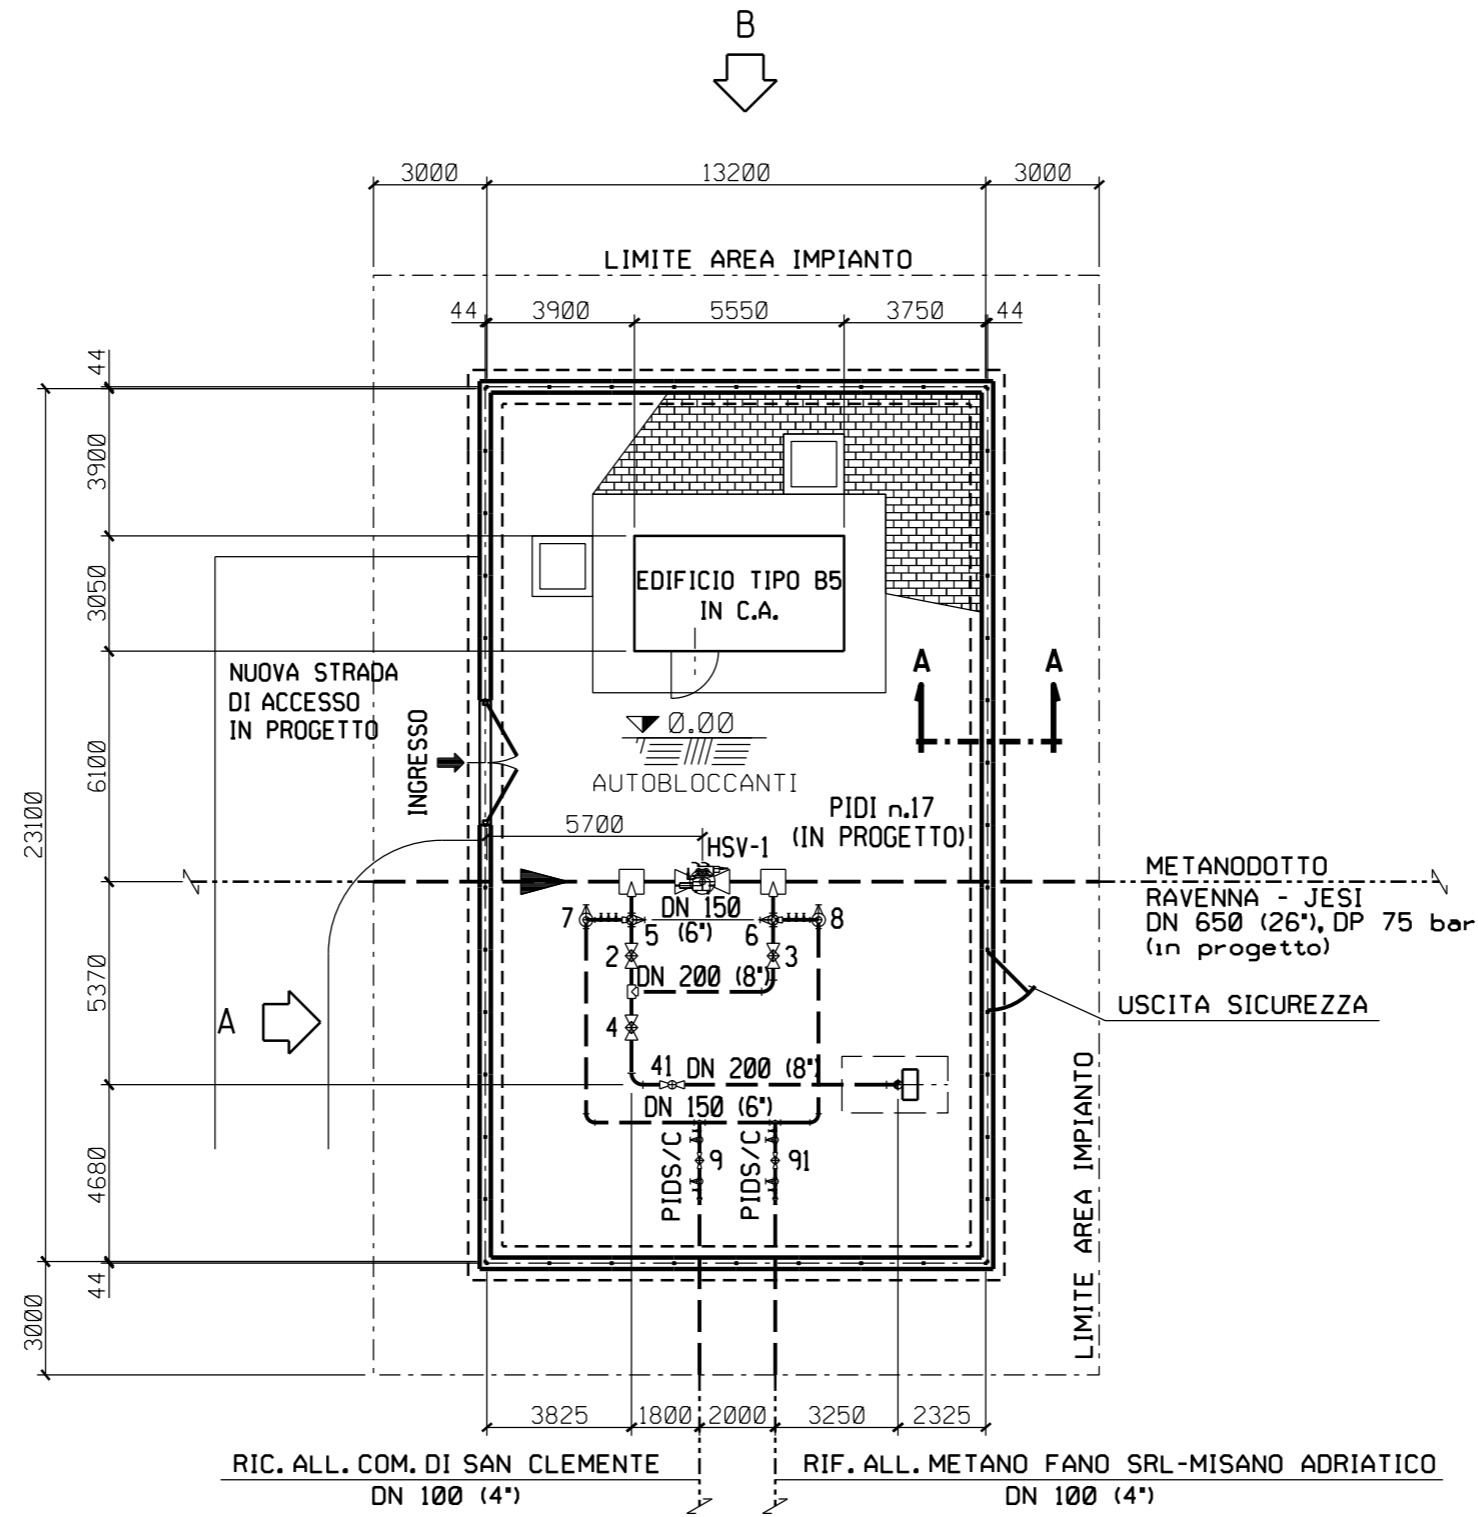 B
3000
13200
3000
LIMITE AREA IMPIANTO
44
3900
5550
3750
44
44
3900
3050
6100
5370
4680
44
23100
3000
EDIFICIO TIPO B5
IN C.A.
NUOVA STRADA
DI ACCESSO
IN PROGETTO
INGRESSO
A
A
0.00
AUTOBLOCCANTI
PIDI n.17
(IN PROGETTO)
5700
HSV-1
METANODOTTO
RAVENNA - JESI
DN 650 (26"), DP 75 bar
(in progetto)
DN 150
(6")
7
5
6
8
2
3
DN 200 (8")
4
A
USCITA SICUREZZA
41
DN 200 (8")
DN 150 (6")
PIDS/C
9
PIDS/C
91
LIMITE AREA IMPIANTO
3825
1800
2000
3250
2325
RIC. ALL. COM. DI SAN CLEMENTE
DN 100 (4")
RIF. ALL. METANO FANO SRL-MISANO ADRIATICO
DN 100 (4")